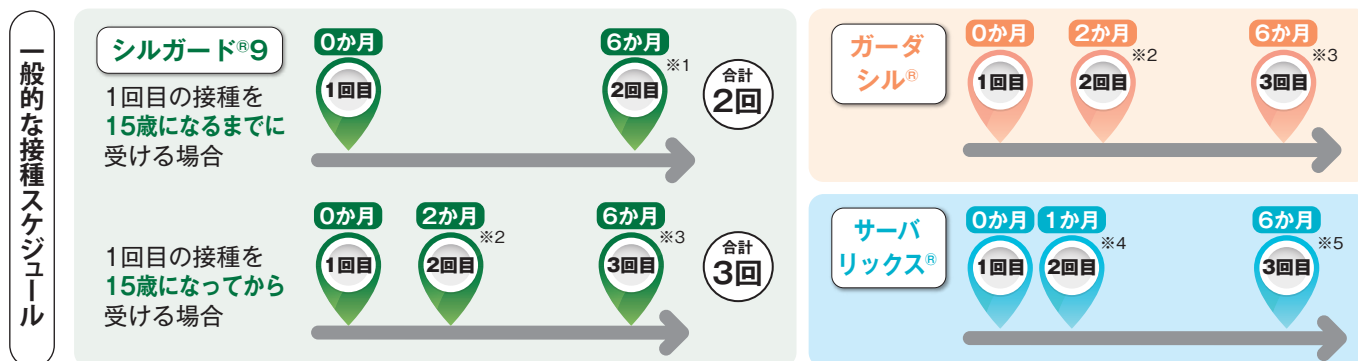 一般的な接種スケジュール
シルガード®9
1回目の接種を
15歳になるまでに
受ける場合
0か月
6か月
1回目
2回目
※1
合計
2回
1回目の接種を
15歳になってから
受ける場合
0か月
2か月
6か月
1回目
2回目
※2
3回目
※3
合計
3回
ガーダ
シル®
0か月
2か月
6か月
1回目
2回目
※2
3回目
※3
サーバ
リックス®
0か月
1か月
6か月
1回目
2回目
※4
3回目
※5